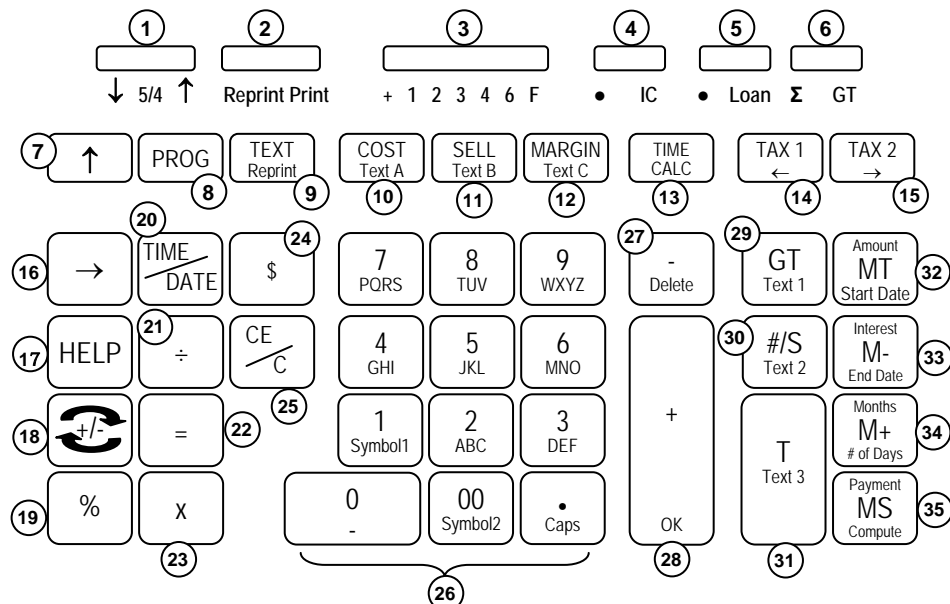 1 2 3 4 5 6
↓ 5/4 ↑ Reprint Print + 1 2 3 4 6 F • IC • Loan Σ GT
7 ↑ PROG TEXT COST SELL MARGIN TIME TAX 1 TAX 2
Reprint Text A Text B Text C CALC ← →
8 9 10 11 12 13 14 15
20 24 27 29
16 → TIME DATE $ 7 8 9 - GT Amount MT 32
PQRS TUV WXYZ Delete Text 1 Start Date
21 30
17 HELP ÷ CE C 4 5 6 #/S Interest M- 33
GHI JKL MNO Text 2 End Date
25
18 +/- = 22 1 2 3 + T Months M+ 34
Symbol1 ABC DEF Text 3 # of Days
19 % x 0 00 • Payment MS 35
- Symbol2 Caps OK Compute
23 26 28 31